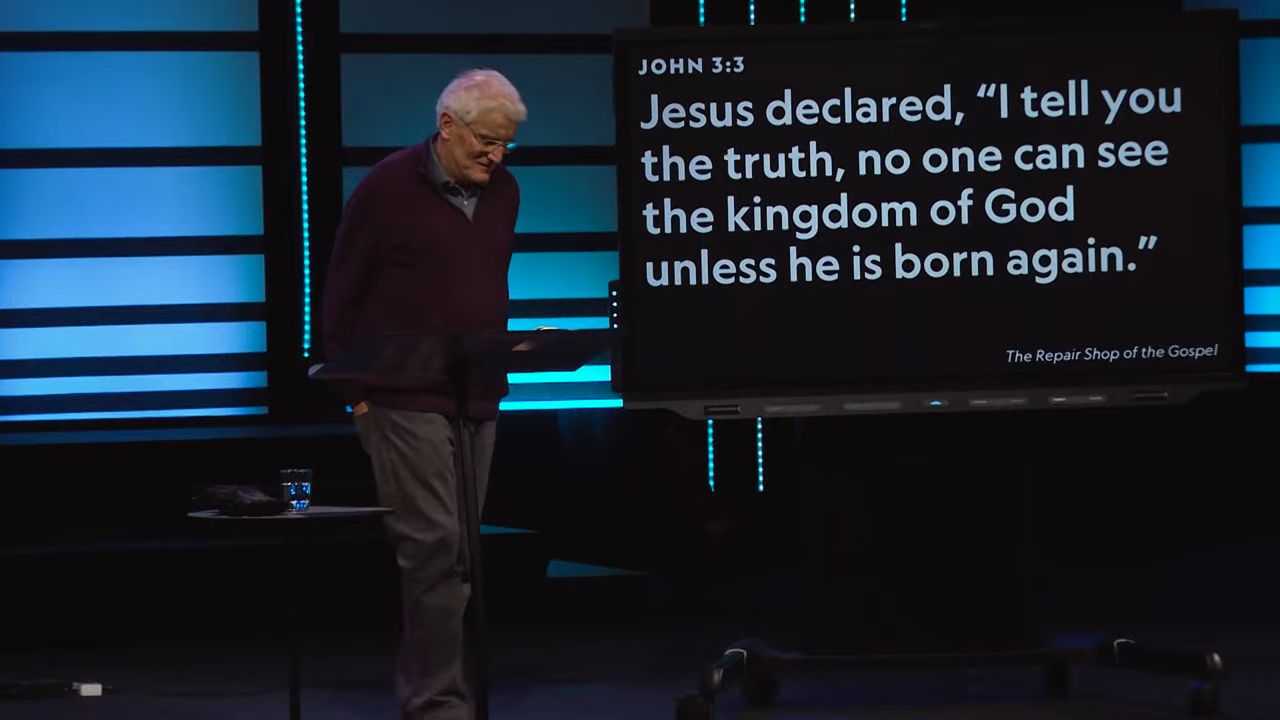 JOHN 3:3
Jesus declared, “I tell you
the truth, no one can see
the kingdom of God
unless he is born again.”
The Repair Shop of the Gospel